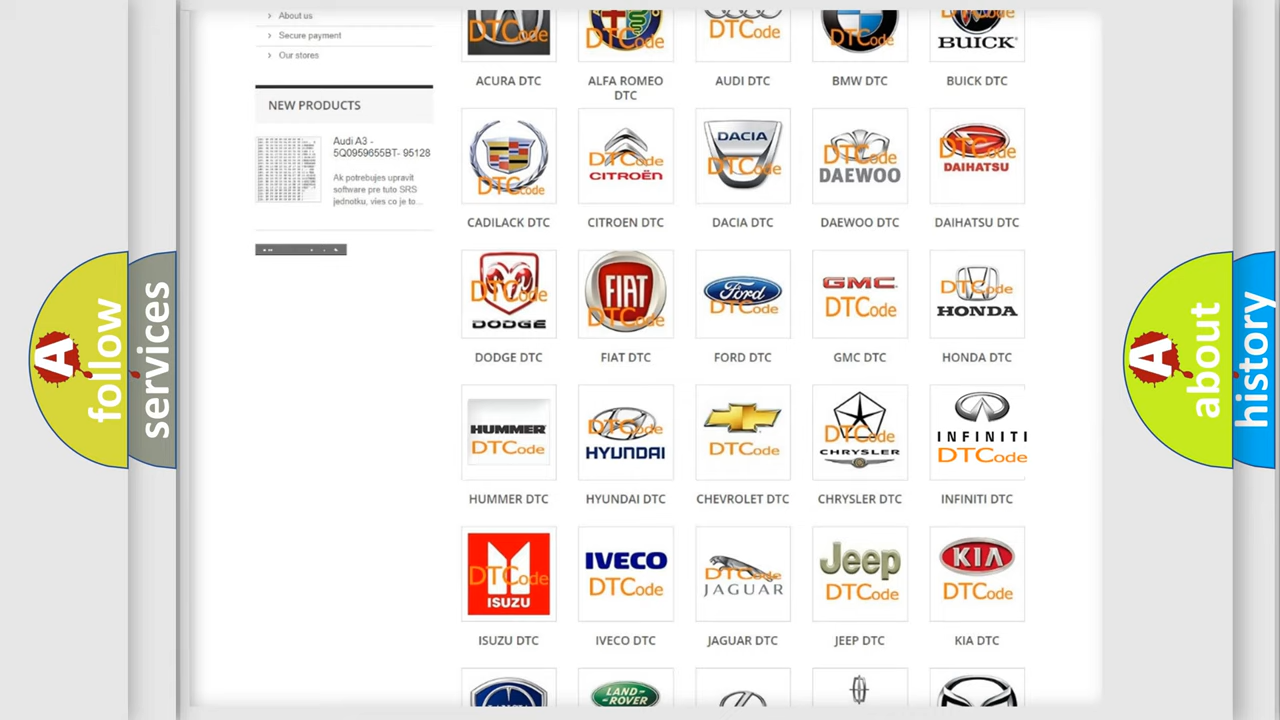 About us
Secure payment
Our stores
NEW PRODUCTS
Audi A3 -
5Q0959655BT- 95128
Ak potrebujes upravit
software pre tuto SRS
jednotku, vies co je to...
DTCode
DTCode
DTCode
DTCode
BUICK
ACURA DTC
ALFA ROMEO
DTC
AUDI DTC
BMW DTC
BUICK DTC
DTCode
DTCode
CITROËN
DACIA
DTCode
DTCode
DAEWOO
DTCode
DAIHATSU
CADILACK DTC
CITROEN DTC
DACIA DTC
DAEWOO DTC
DAIHATSU DTC
DTCode
DODGE
FIAT
DTCode
Ford
DTCode
GMC
DTCode
DTCode
HONDA
DODGE DTC
FIAT DTC
FORD DTC
GMC DTC
HONDA DTC
HUMMER
DTCode
DTCode
HYUNDAI
DTCode
DTCode
CHRYSLER
INFINITI
DTCode
HUMMER DTC
HYUNDAI DTC
CHEVROLET DTC
CHRYSLER DTC
INFINITI DTC
DTCode
ISUZU
IVECO
DTCode
DTCode
JAGUAR
Jeep
DTCode
KIA
DTCode
ISUZU DTC
IVECO DTC
JAGUAR DTC
JEEP DTC
KIA DTC
LAND-
ROVER
A follow
services
A about
history